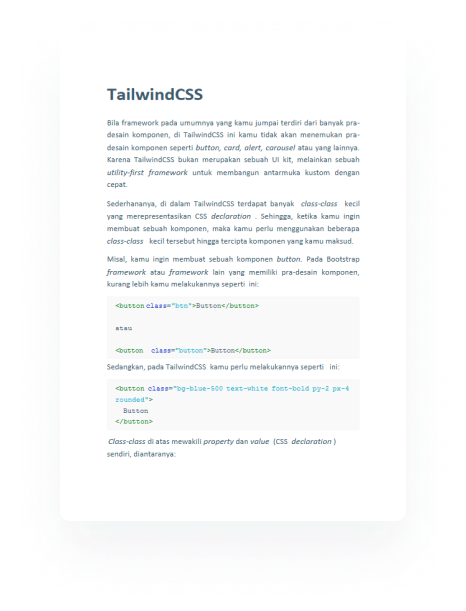 TailwindCSS
Bila framework pada umumnya yang kamu jumpai terdiri dari banyak pra-
desain komponen, di TailwindCSS ini kamu tidak akan menemukan pra-
desain komponen seperti button, card, alert, carousel atau yang lainnya.
Karena TailwindCSS bukan merupakan sebuah UI kit, melainkan sebuah
utility-first framework untuk membangun antarmuka kustom dengan
cepat.
Sederhananya, di dalam TailwindCSS terdapat banyak class-class kecil
yang merepresentasikan CSS declaration . Sehingga, ketika kamu ingin
membuat sebuah komponen, maka kamu perlu menggunakan beberapa
class-class kecil tersebut hingga tercipta komponen yang kamu maksud.
Misal, kamu ingin membuat sebuah komponen button. Pada Bootstrap
framework atau framework lain yang memiliki pra-desain komponen,
kurang lebih kamu melakukannya seperti ini:
<button class="btn">Button</button>
atau
<button class="button">Button</button>
Sedangkan, pada TailwindCSS kamu perlu melakukannya seperti ini:
<button class="bg-blue-500 text-white font-bold py-2 px-4
rounded">
Button
</button>
Class-class di atas mewakili property dan value (CSS declaration )
sendiri, diantaranya: